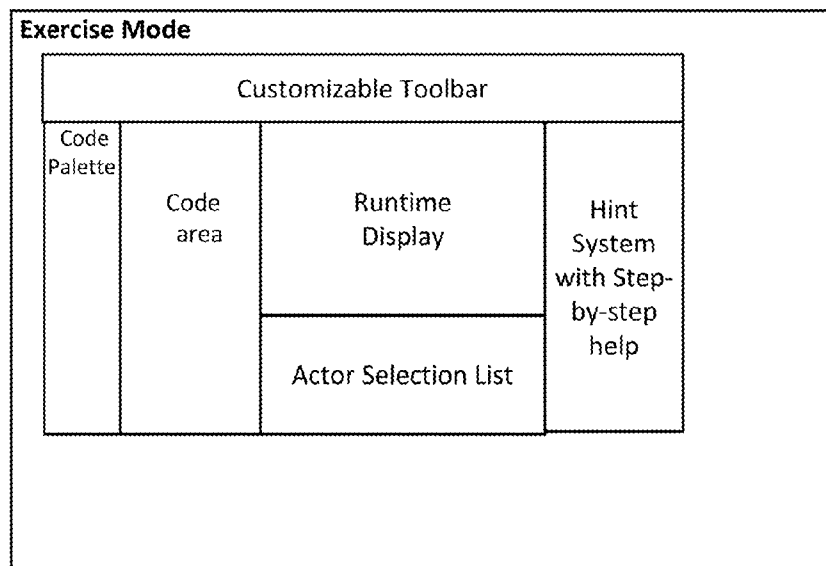 Exercise Mode
Customizable Toolbar
Code
Palette
Code
area
Runtime
Display
Actor Selection List
Hint
System
with Step-
by-step
help